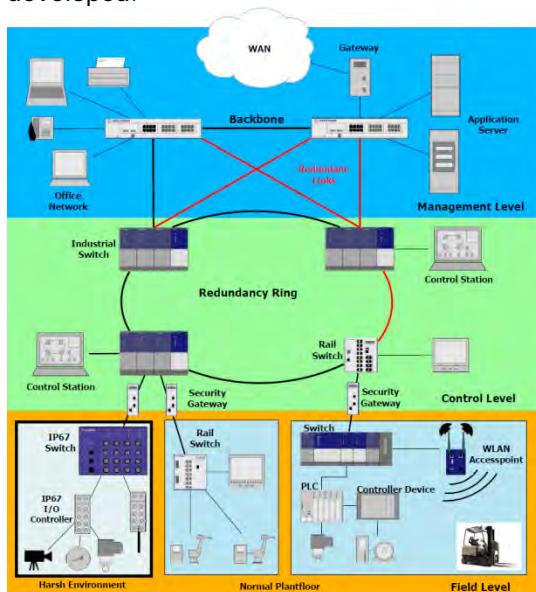 developed.
WAN
Gateway
Backbone
Application
Server
Redundant
Links
Office
Network
Management Level
Industrial
Switch
Control Station
Redundancy Ring
Rail
Switch
Control Station
Security
Gateway
Security
Gateway
Control Level
IP67
Switch
Rail
Switch
Switch
WLAN
Accesspoint
PLC
Controller Device
IP67
I/O
Controller
Harsh Environment
Normal Plantfloor
Field Level